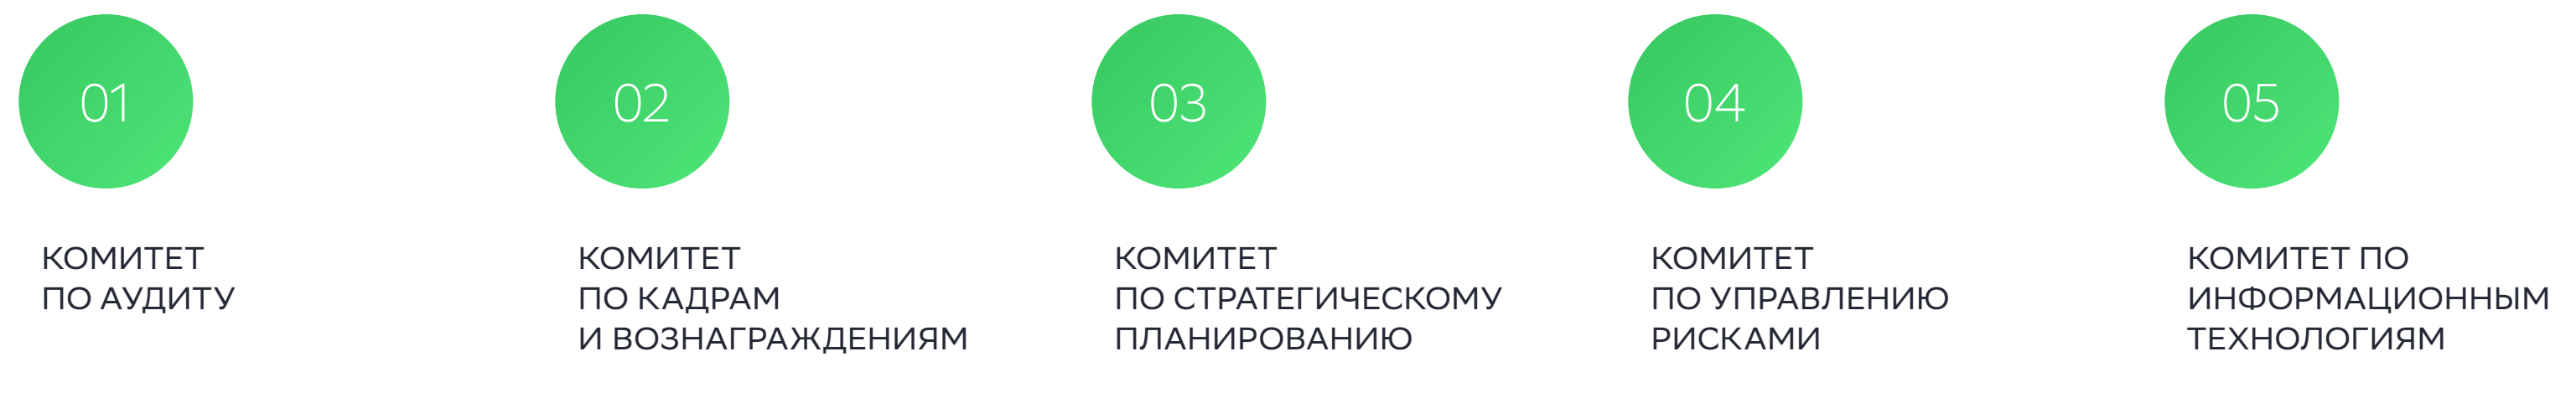 01
КОМИТЕТ
ПО АУДИТУ
02
КОМИТЕТ
ПО КАДРАМ
И ВОЗНАГРАЖДЕНИЯМ
03
КОМИТЕТ
ПО СТРАТЕГИЧЕСКОМУ
ПЛАНИРОВАНИЮ
04
КОМИТЕТ
ПО УПРАВЛЕНИЮ
РИСКАМИ
05
КОМИТЕТ ПО
ИНФОРМАЦИОННЫМ
ТЕХНОЛОГИЯМ